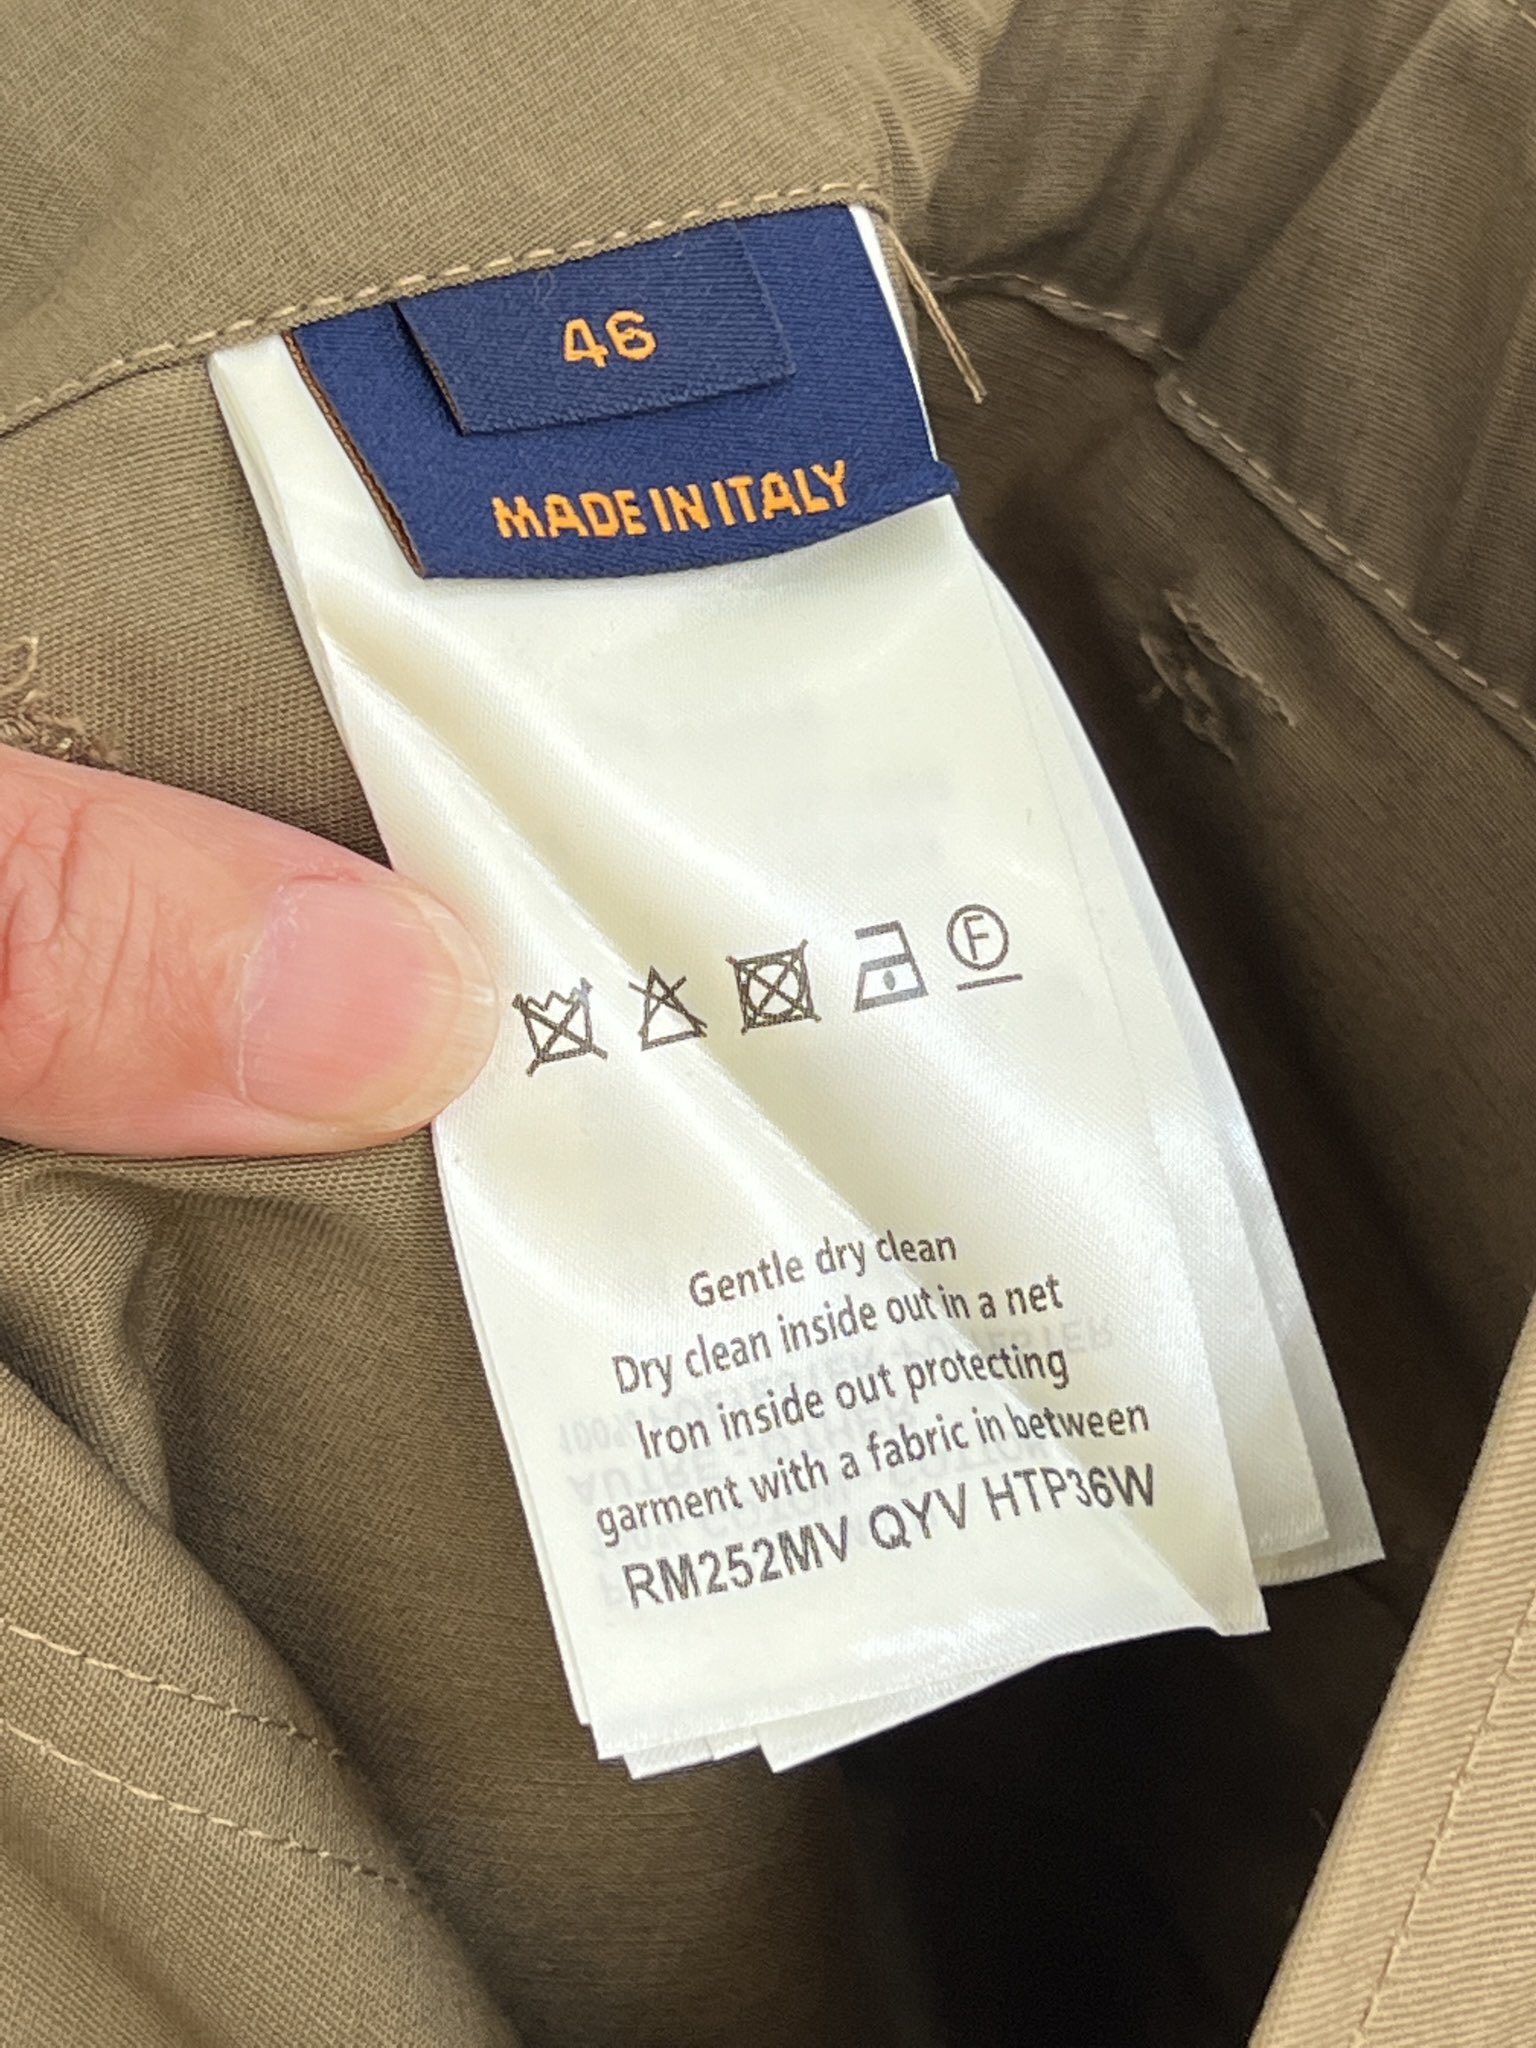 46
MADE IN ITALY
F
Gentle dry clean
Dry clean inside out in a net
Iron inside out protecting
garment with a fabric in between
RM252MV QYV HTP36W